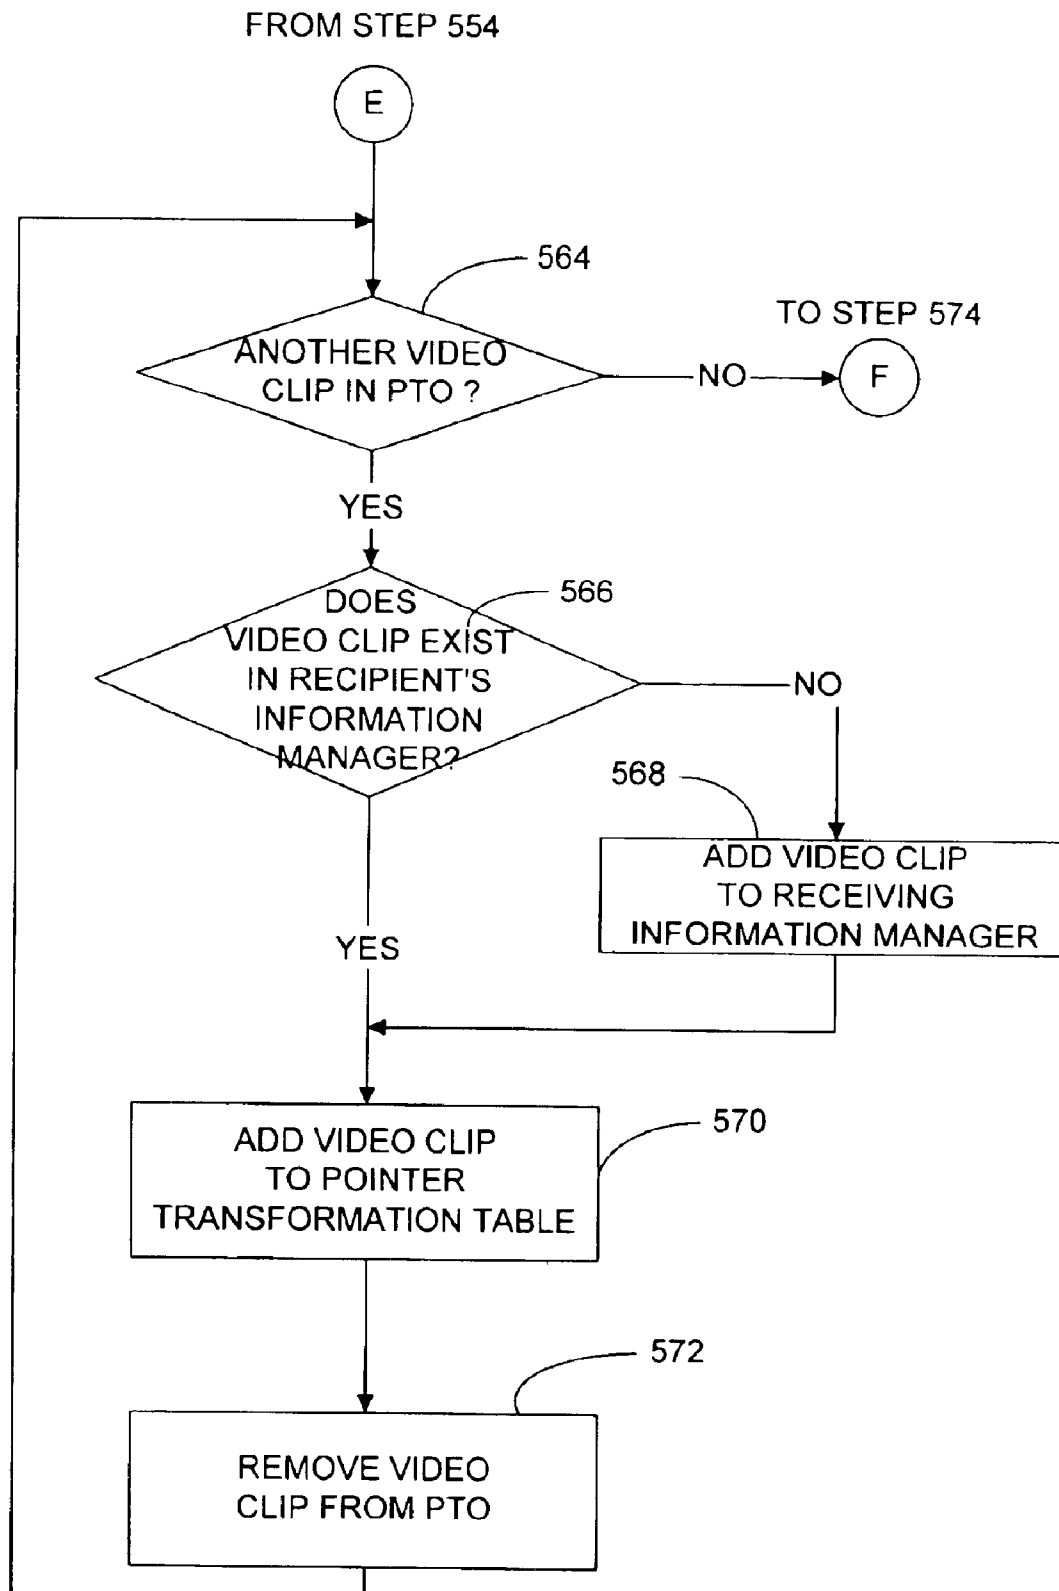 FROM STEP 554
E
564
TO STEP 574
ANOTHER VIDEO
CLIP IN PTO ?
NO
F
YES
566
DOES
VIDEO CLIP EXIST
IN RECIPIENT'S
INFORMATION
MANAGER?
NO
568
ADD VIDEO CLIP
TO RECEIVING
INFORMATION MANAGER
YES
570
ADD VIDEO CLIP
TO POINTER
TRANSFORMATION TABLE
572
REMOVE VIDEO
CLIP FROM PTO